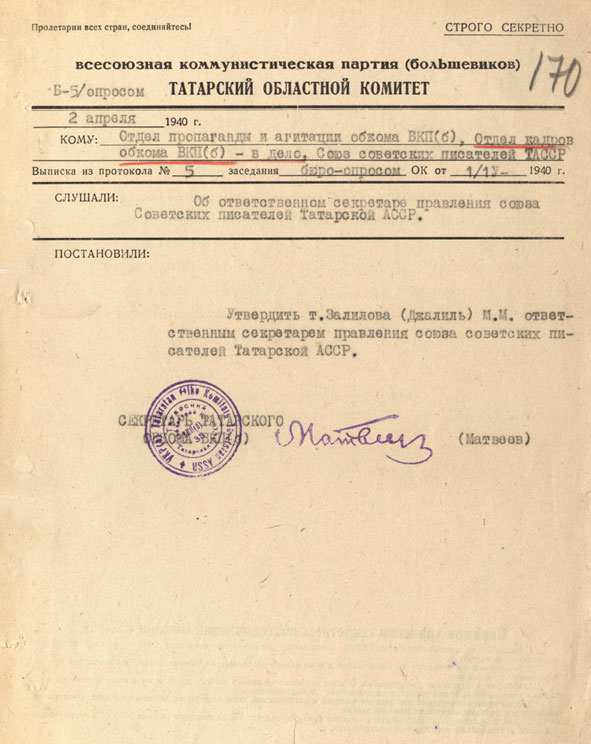 Пролетарии всех стран, соединяйтесь!
СТРОГО СЕКРЕТНО
всесоюзная коммунистическая партия (большевиков)
Б-5/опросом ТАТАРСКИЙ ОБЛАСТНОЙ КОМИТЕТ
170
2 апреля 1940 г.
КОМУ: Отдел пропаганды и агитации обкома ВКП(б), Отдел кадров
обкома ВКП(б) – в дело, Союз советских писателей ТАССР
Выписка из протокола № 5 заседания бюро-опросом ОК от 1/1У- 1940 г.
СЛУШАЛИ: Об ответственном секретаре правления союза
Советских писателей Татарской АССР.
ПОСТАНОВИЛИ:
Утвердить т.Залилова (Джалиль) М.М. ответ-
ственным секретарем правления союза советских пи-
сателей Татарской АССР.
СЕКРЕТАРЬ ТАТАРСКОГО
ОБКОМА ВКП(б) Матвеев (Матвеев)